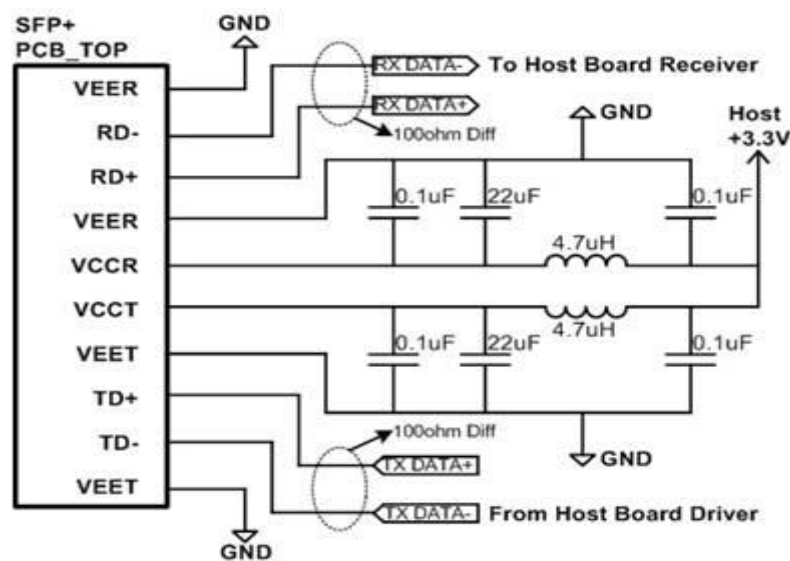 SFP+
PCB_TOP
GND
VEER
RX DATA-
To Host Board Receiver
RD-
RX DATA+
100ohm Diff
GND
Host
+3.3V
RD+
0.1uF
22uF
0.1uF
VEER
4.7uH
VCCR
VCCT
4.7uH
0.1uF
22uF
0.1uF
VEET
TD+
100ohm Diff
TX DATA+
GND
TD-
VEET
TX DATA-
From Host Board Driver
GND